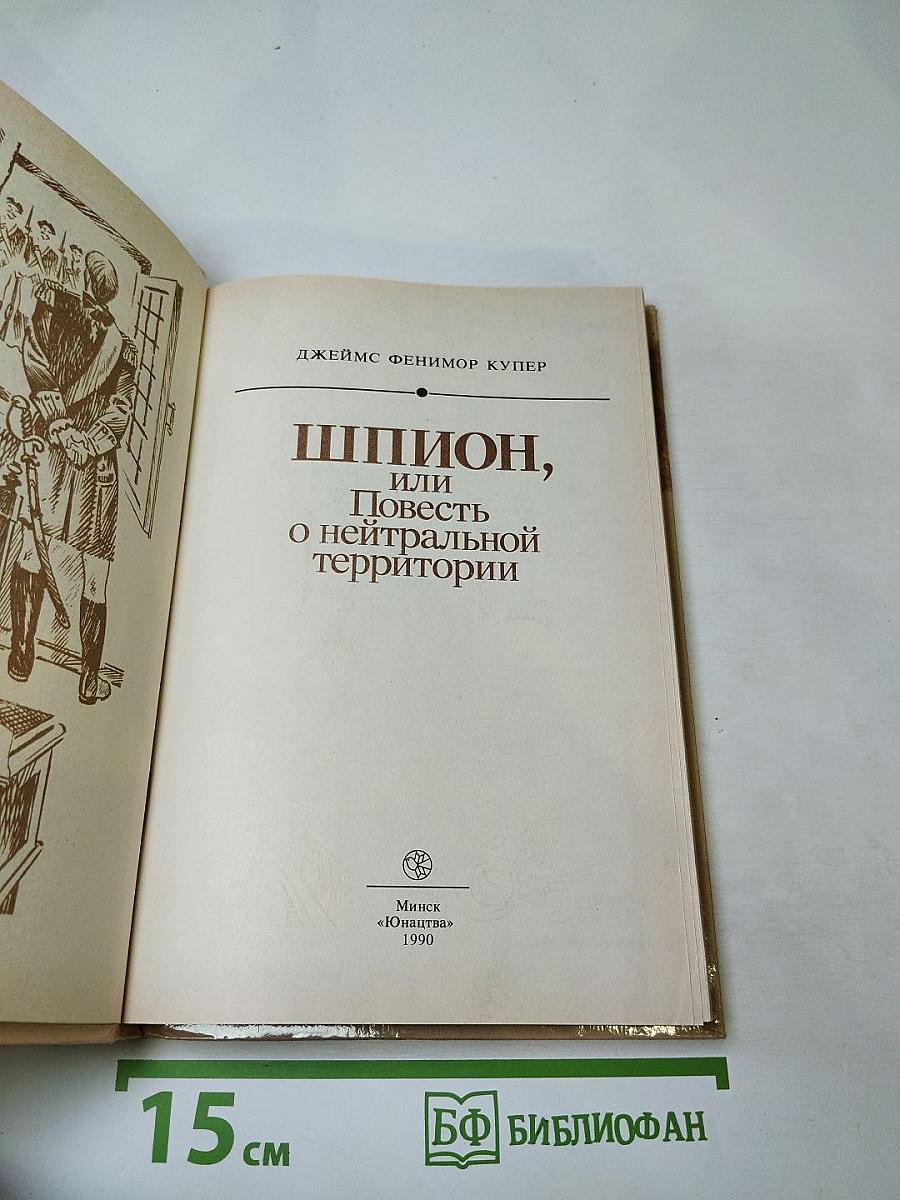 ДЖЕЙМС ФЕНИМОР КУПЕР
ШПИОН,
или
Повесть
о нейтральной
территории
Минск
«Юнацтва»
1990
15 см
БФ БИБЛИОФАН